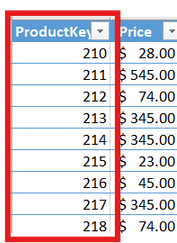 ProductKey Price
210 $ 28.00
211 $ 545.00
212 $ 74.00
213 $ 345.00
214 $ 345.00
215 $ 23.00
216 $ 45.00
217 $ 345.00
218 $ 74.00